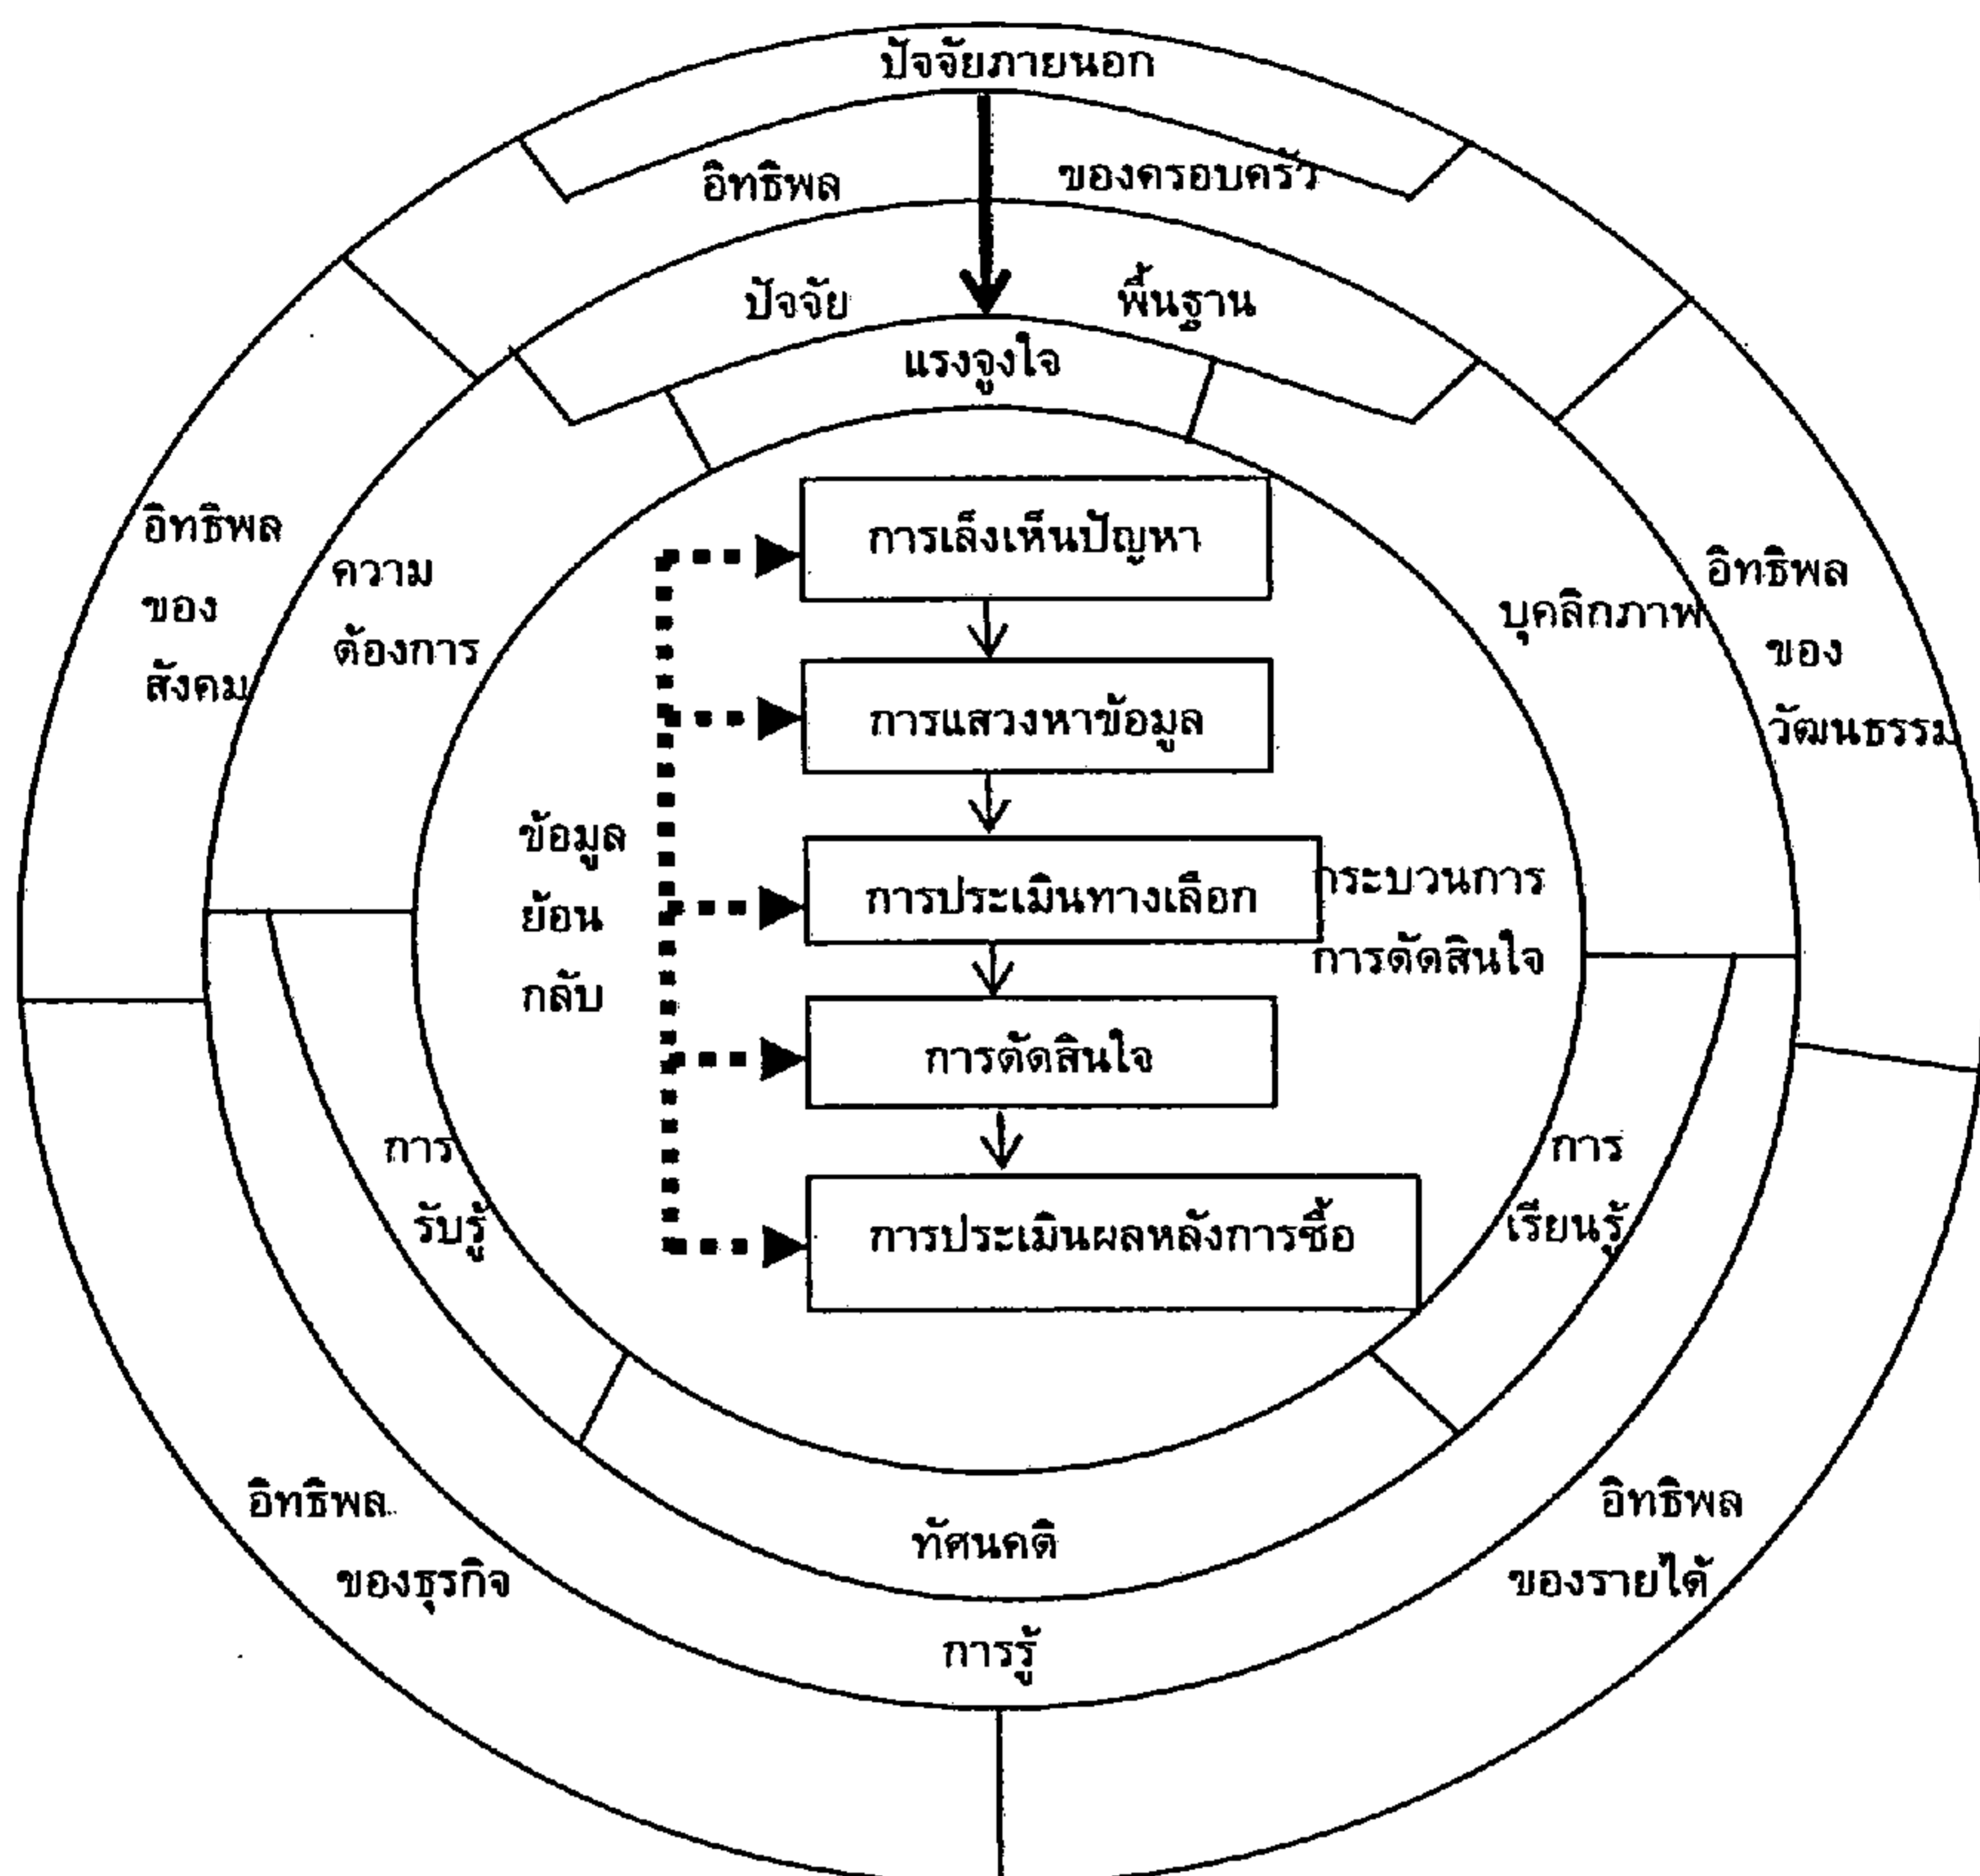 ปัจจัยภายนอก
อิทธิพล ของครอบครัว
ปัจจัย พื้นฐาน
แรงจูงใจ
อิทธิพล
ของ
สังคม
ความ
ต้องการ
บุคลิกภาพ
อิทธิพล
ของ
วัฒนธรรม
การเล็งเห็นปัญหา
การแสวงหาข้อมูล
การประเมินทางเลือก
การตัดสินใจ
การประเมินผลหลังการซื้อ
ข้อมูล
ย้อน
กลับ
กระบวนการ
การตัดสินใจ
การ
รับรู้
การ
เรียนรู้
ทัศนคติ
การรู้
อิทธิพล
ของธุรกิจ
อิทธิพล
ของรายได้